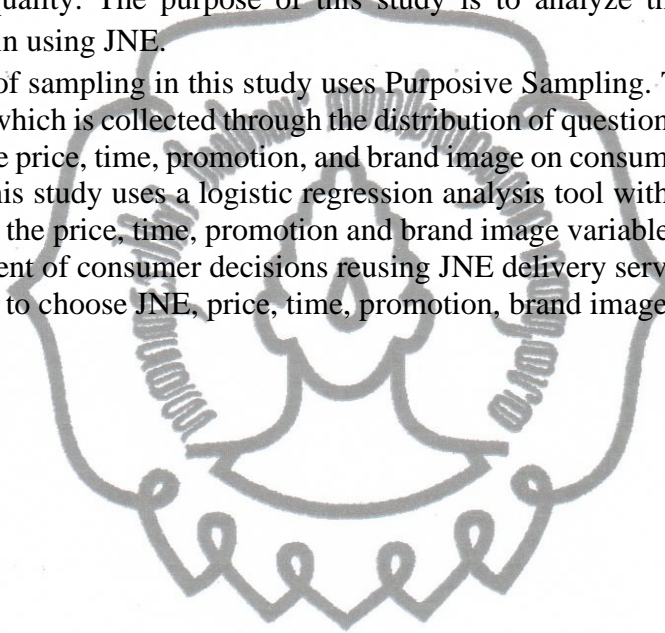 quality. The purpose of this study is to analyze th
in using JNE.
of sampling in this study uses Purposive Sampling. T
which is collected through the distribution of question
e price, time, promotion, and brand image on consum
his study uses a logistic regression analysis tool with
the price, time, promotion and brand image variable
ent of consumer decisions reusing JNE delivery serv
to choose JNE, price, time, promotion, brand image